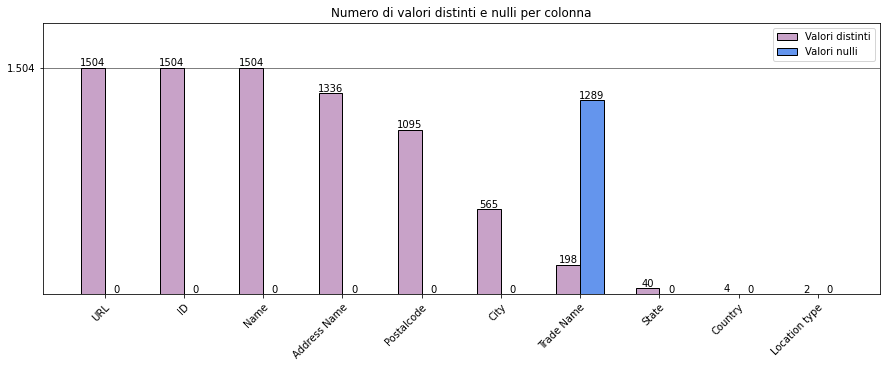 Numero di valori distinti e nulli per colonna
Valori distinti
Valori nulli
1.504
1504 0
1504 0
1504 0
1336 0
1095 0
565 0
198 1289
40 0
4 0
2 0
URL
ID
Name
Address Name
Postalcode
City
Trade Name
State
Country
Location type